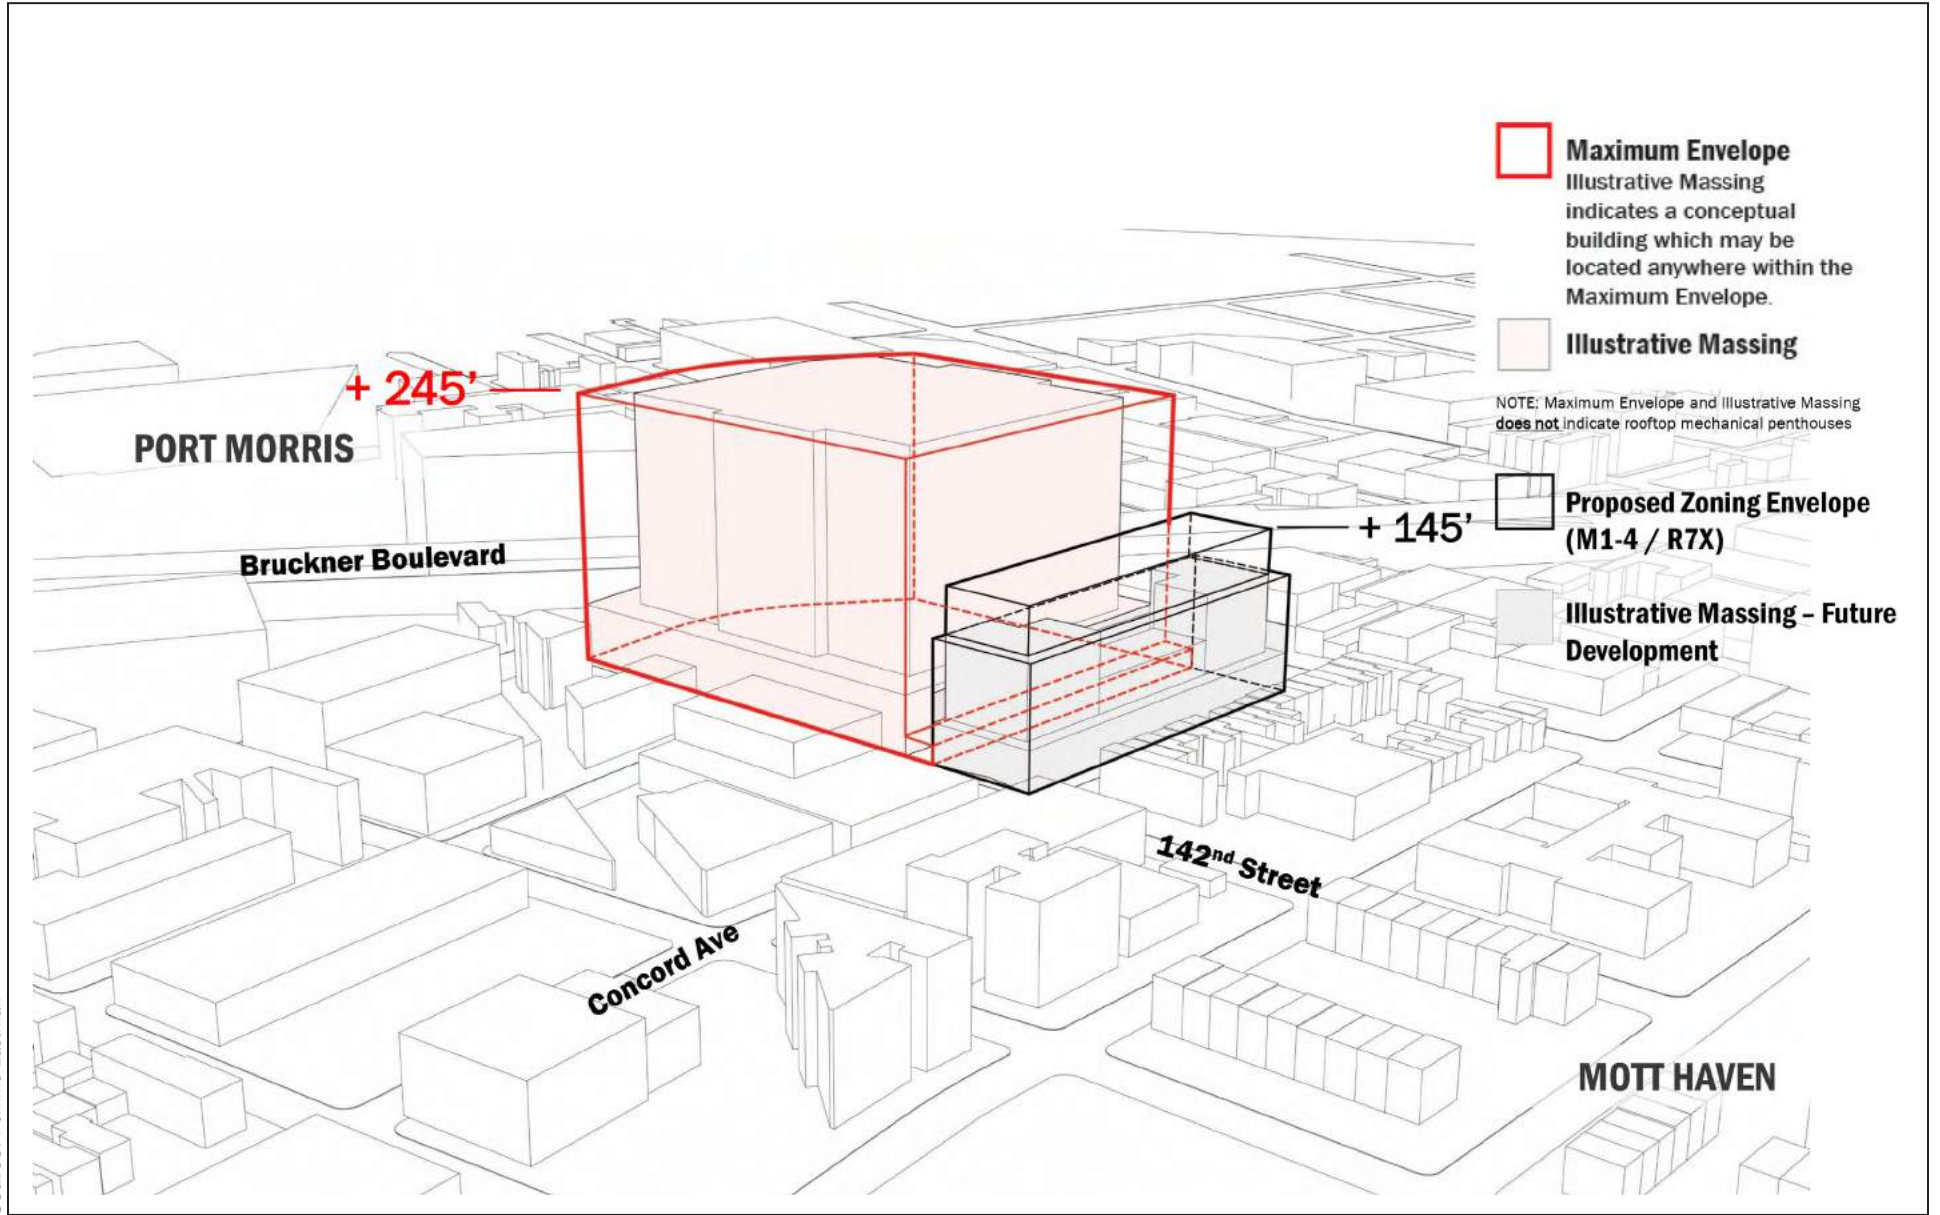 Maximum Envelope
Illustrative Massing
indicates a conceptual
building which may be
located anywhere within the
Maximum Envelope.
Illustrative Massing
NOTE: Maximum Envelope and Illustrative Massing
does not indicate rooftop mechanical penthouses
+ 245’
PORT MORRIS
Proposed Zoning Envelope
(M1-4 / R7X)
+ 145’
Bruckner Boulevard
Illustrative Massing – Future
Development
142nd Street
Concord Ave
MOTT HAVEN